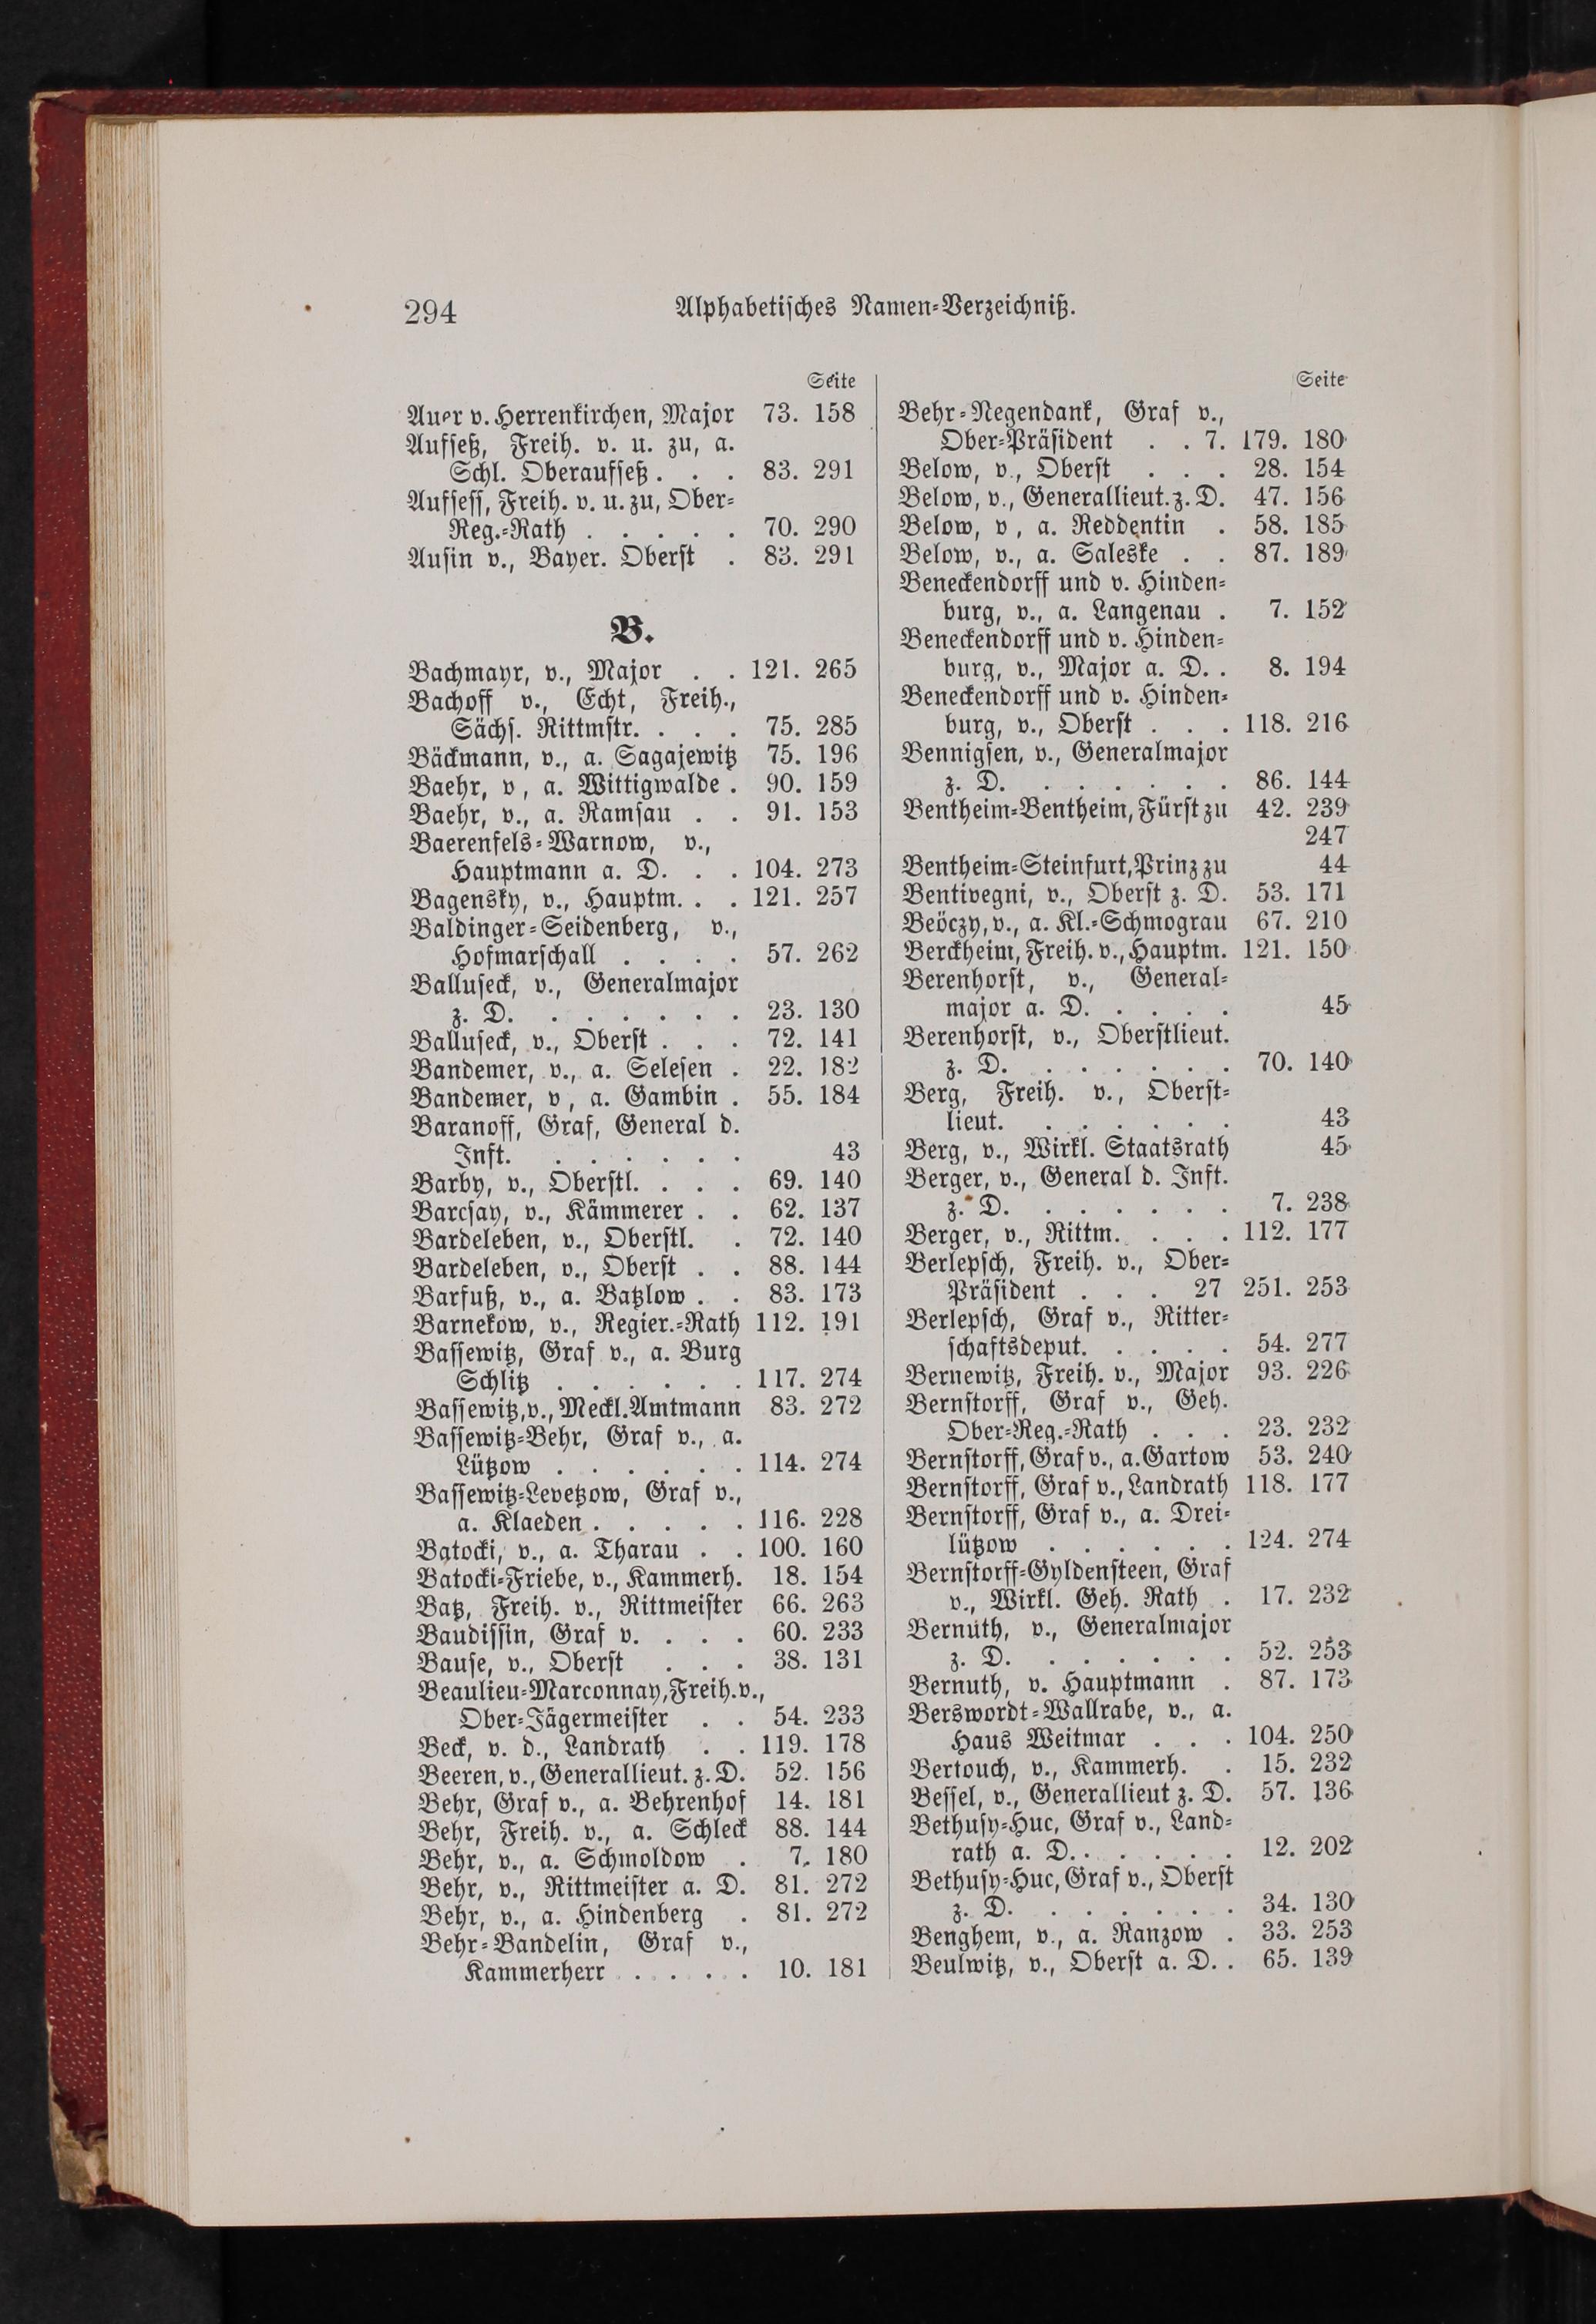 294
Alphabetisches Namen-Verzeichniß.
Seite
Auer v. Herrenkirchen, Major 73. 158
Aufseß, Freih. v. u. zu, a.
Schl. Oberaufseß . . . 83. 291
Aufsess, Freih. v. u. zu, Ober-
Reg.-Rath . . . . . 70. 290
Ausin v., Bayer. Oberst . 83. 291
B.
Bachmayr, v., Major . . 121. 265
Bachoff v., Echt, Freih.,
Sächs. Rittmstr. . . . 75. 285
Bäckmann, v., a. Sagajewitz 75. 196
Baehr, v, a. Wittigwalde . 90. 159
Baehr, v., a. Ramsau . . 91. 153
Baerenfels-Warnow, v.,
Hauptmann a. D. . . 104. 273
Bagensky, v., Hauptm. . . 121. 257
Baldinger-Seidenberg, v.,
Hofmarschall . . . . 57. 262
Balluseck, v., Generalmajor
z. D. . . . . . . 23. 130
Balluseck, v., Oberst . . . 72. 141
Bandemer, v., a. Selesen . 22. 182
Bandemer, v, a. Gambin . 55. 184
Baranoff, Graf, General d.
Inft. . . . . . . 43
Barby, v., Oberstl. . . . 69. 140
Barcsay, v., Kämmerer . . 62. 137
Bardeleben, v., Oberstl. . 72. 140
Bardeleben, v., Oberst . . 88. 144
Barfuß, v., a. Batzlow . . 83. 173
Barnekow, v., Regier.-Rath 112. 191
Bassewitz, Graf v., a. Burg
Schlitz . . . . . . 117. 274
Bassewitz, v., Meckl. Amtmann 83. 272
Bassewitz-Behr, Graf v., a.
Lützow . . . . . . 114. 274
Bassewitz-Levetzow, Graf v.,
a. Klaeden . . . . . 116. 228
Batocki, v., a. Tharau . . 100. 160
Batocki-Friebe, v., Kammerh. 18. 154
Batz, Freih. v., Rittmeister 66. 263
Baudissin, Graf v. . . . 60. 233
Bause, v., Oberst . . . 38. 131
Beaulieu-Marconnay, Freih. v.,
Ober-Jägermeister . . 54. 233
Beck, v. d., Landrath . . 119. 178
Beeren, v., Generallieut. z. D. 52. 156
Behr, Graf v., a. Behrenhof 14. 181
Behr, Freih. v., a. Schleck 88. 144
Behr, v., a. Schmoldow . 7. 180
Behr, v., Rittmeister a. D. 81. 272
Behr, v., a. Hindenberg . 81. 272
Behr-Bandelin, Graf v.,
Kammerherr . . . . . 10. 181
Seite
Behr-Negendank, Graf v.,
Ober-Präsident . . 7. 179. 180
Below, v., Oberst . . . 28. 154
Below, v., Generallieut. z. D. 47. 156
Below, v, a. Reddentin . 58. 185
Below, v., a. Saleske . . 87. 189
Beneckendorff und v. Hinden-
burg, v., a. Langenau . 7. 152
Beneckendorff und v. Hinden-
burg, v., Major a. D. . 8. 194
Beneckendorff und v. Hinden-
burg, v., Oberst . . . 118. 216
Bennigsen, v., Generalmajor
z. D. . . . . . . 86. 144
Bentheim-Bentheim, Fürst zu 42. 239
247
Bentheim-Steinfurt, Prinz zu 44
Bentivegni, v., Oberst z. D. 53. 171
Beöczy, v., a. Kl.-Schmograu 67. 210
Berckheim, Freih. v., Hauptm. 121. 150
Berenhorst, v., General-
major a. D. . . . . 45
Berenhorst, v., Oberstlieut.
z. D. . . . . . . 70. 140
Berg, Freih. v., Oberst-
lieut. . . . . . . 43
Berg, v., Wirkl. Staatsrath 45
Berger, v., General d. Inft.
z. D. . . . . . . 7. 238
Berger, v., Rittm. . . . 112. 177
Berlepsch, Freih. v., Ober-
Präsident . . . 27 251. 253
Berlepsch, Graf v., Ritter-
schaftsdeput. . . . . 54. 277
Bernewitz, Freih. v., Major 93. 226
Bernstorff, Graf v., Geh.
Ober-Reg.-Rath . . . 23. 232
Bernstorff, Graf v., a. Gartow 53. 240
Bernstorff, Graf v., Landrath 118. 177
Bernstorff, Graf v., a. Drei-
lützow . . . . . . 124. 274
Bernstorff-Gyldensteen, Graf
v., Wirkl. Geh. Rath . 17. 232
Bernuth, v., Generalmajor
z. D. . . . . . . 52. 253
Bernuth, v. Hauptmann . 87. 173
Berswordt-Wallrabe, v., a.
Haus Weitmar . . . 104. 250
Bertouch, v., Kammerh. . 15. 232
Bessel, v., Generallieut z. D. 57. 136
Bethusy-Huc, Graf v., Land-
rath a. D. . . . . . 12. 202
Bethusy-Huc, Graf v., Oberst
z. D. . . . . . . 34. 130
Benghem, v., a. Ranzow . 33. 253
Beulwitz, v., Oberst a. D. . 65. 139